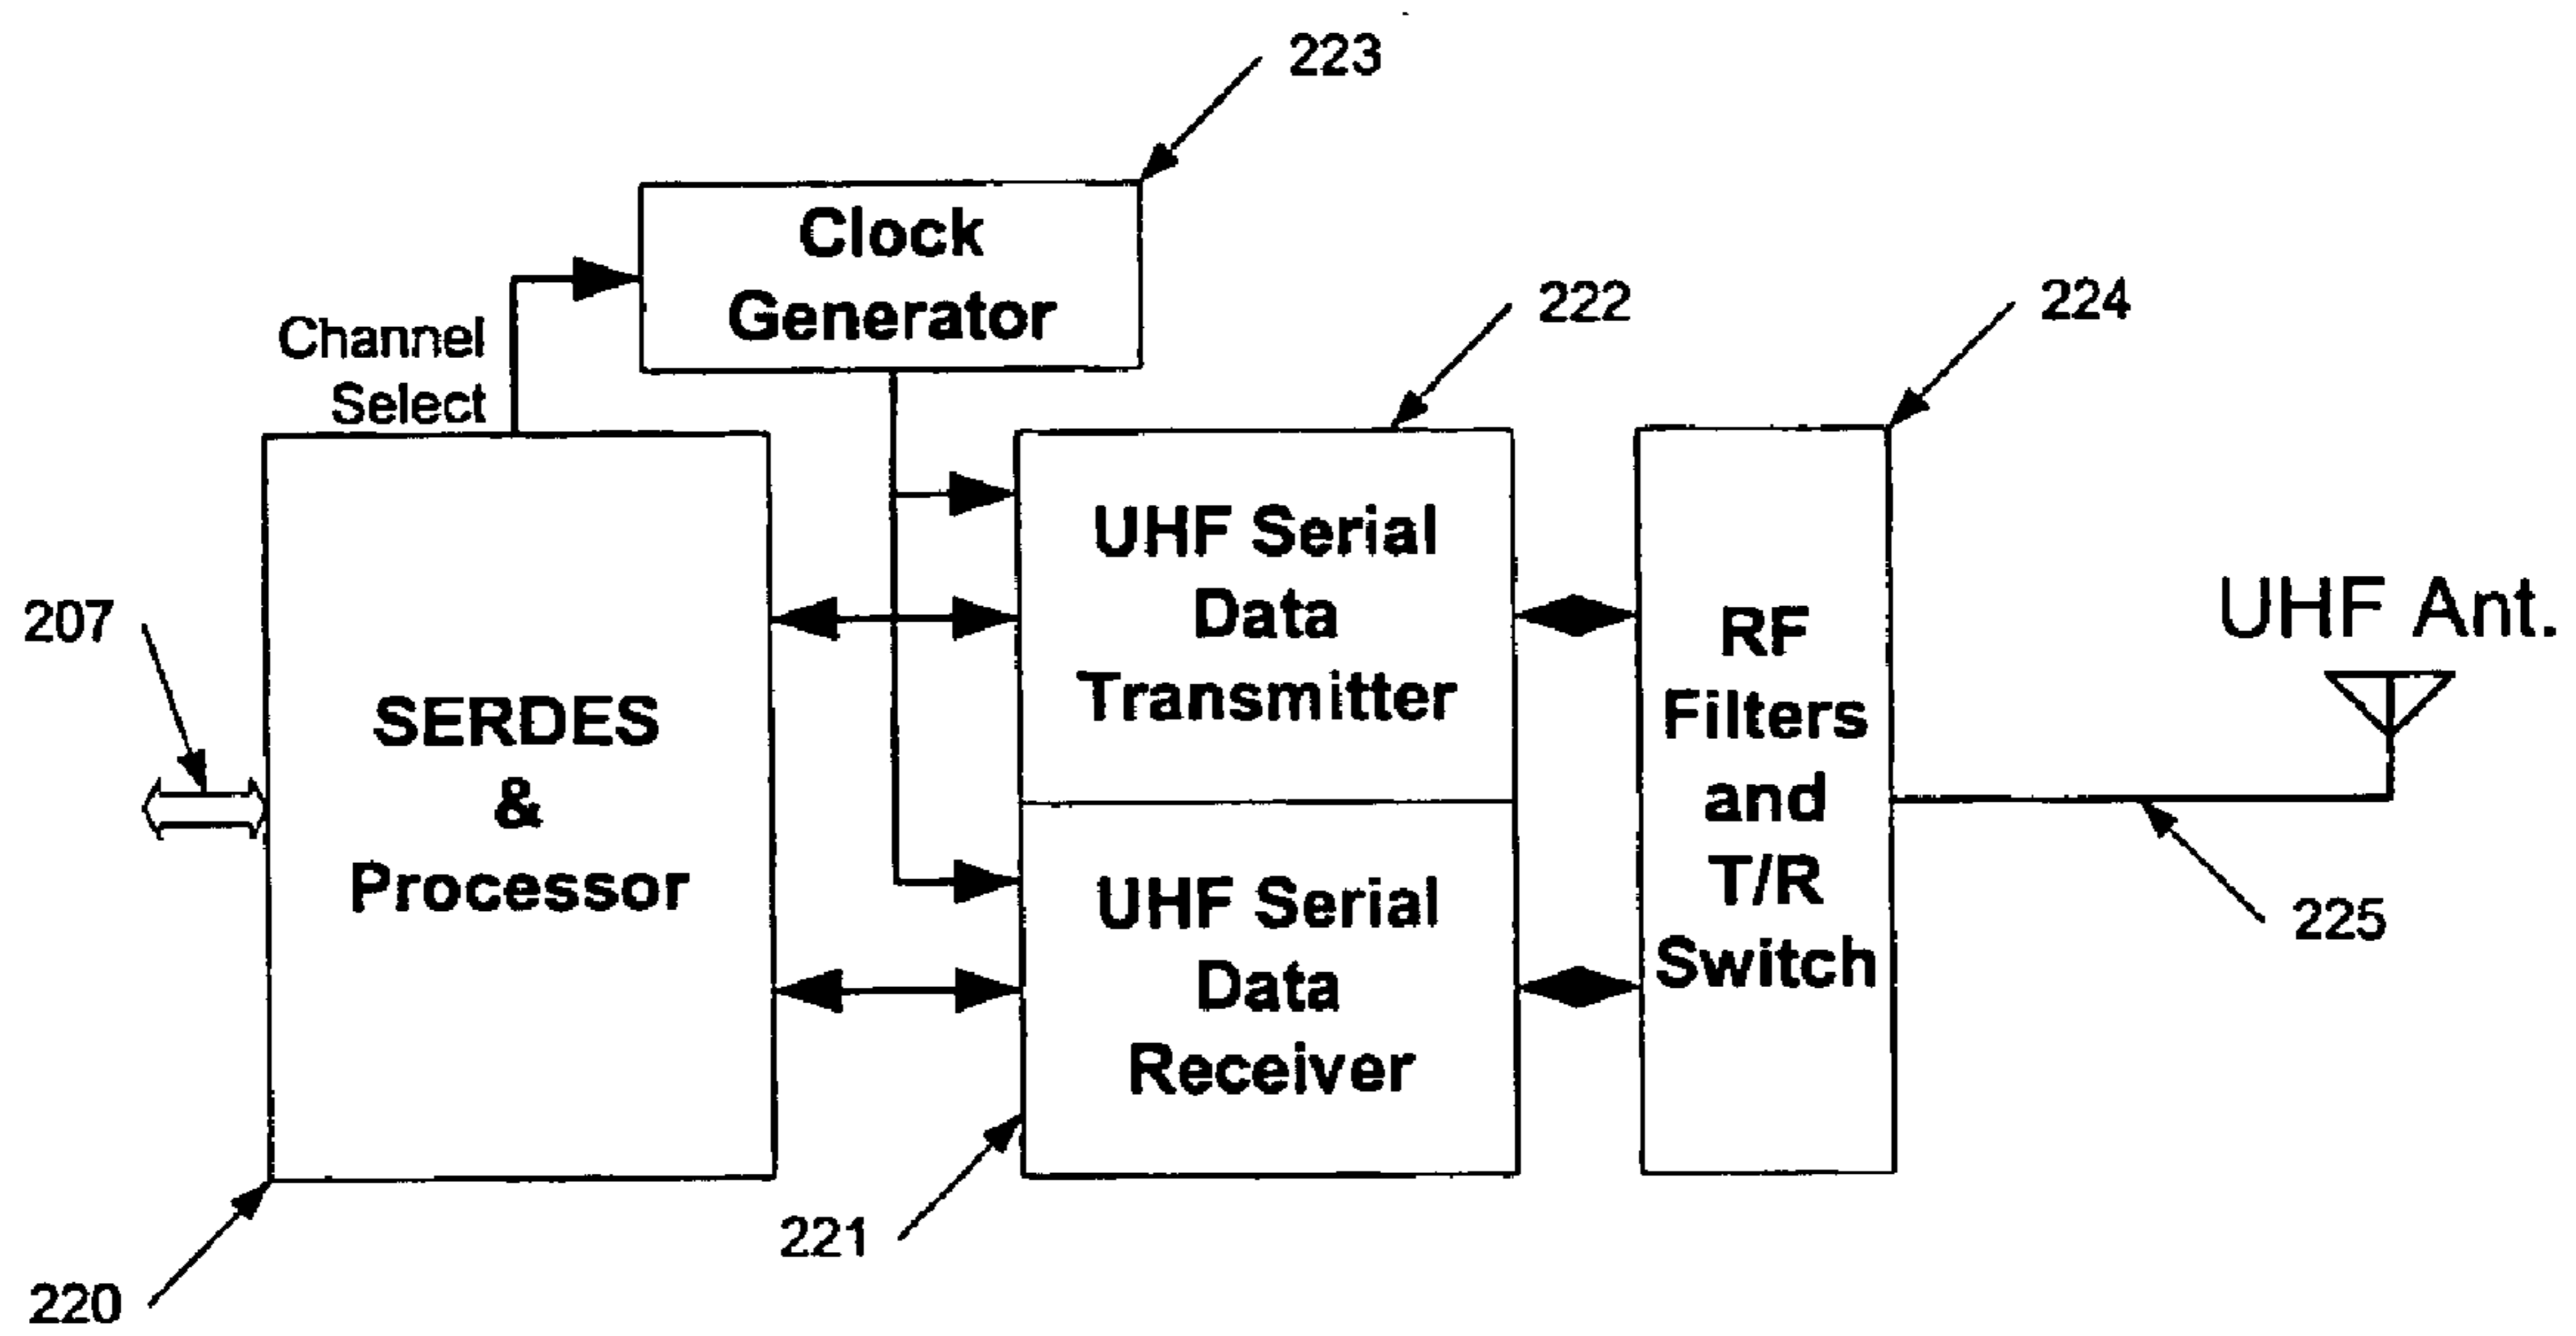 223
Clock
Generator
222
224
Channel
Select
207
SERDES
&
Processor
UHF Serial
Data
Transmitter
UHF Serial
Data
Receiver
RF
Filters
and
T/R
Switch
UHF Ant.
225
221
220